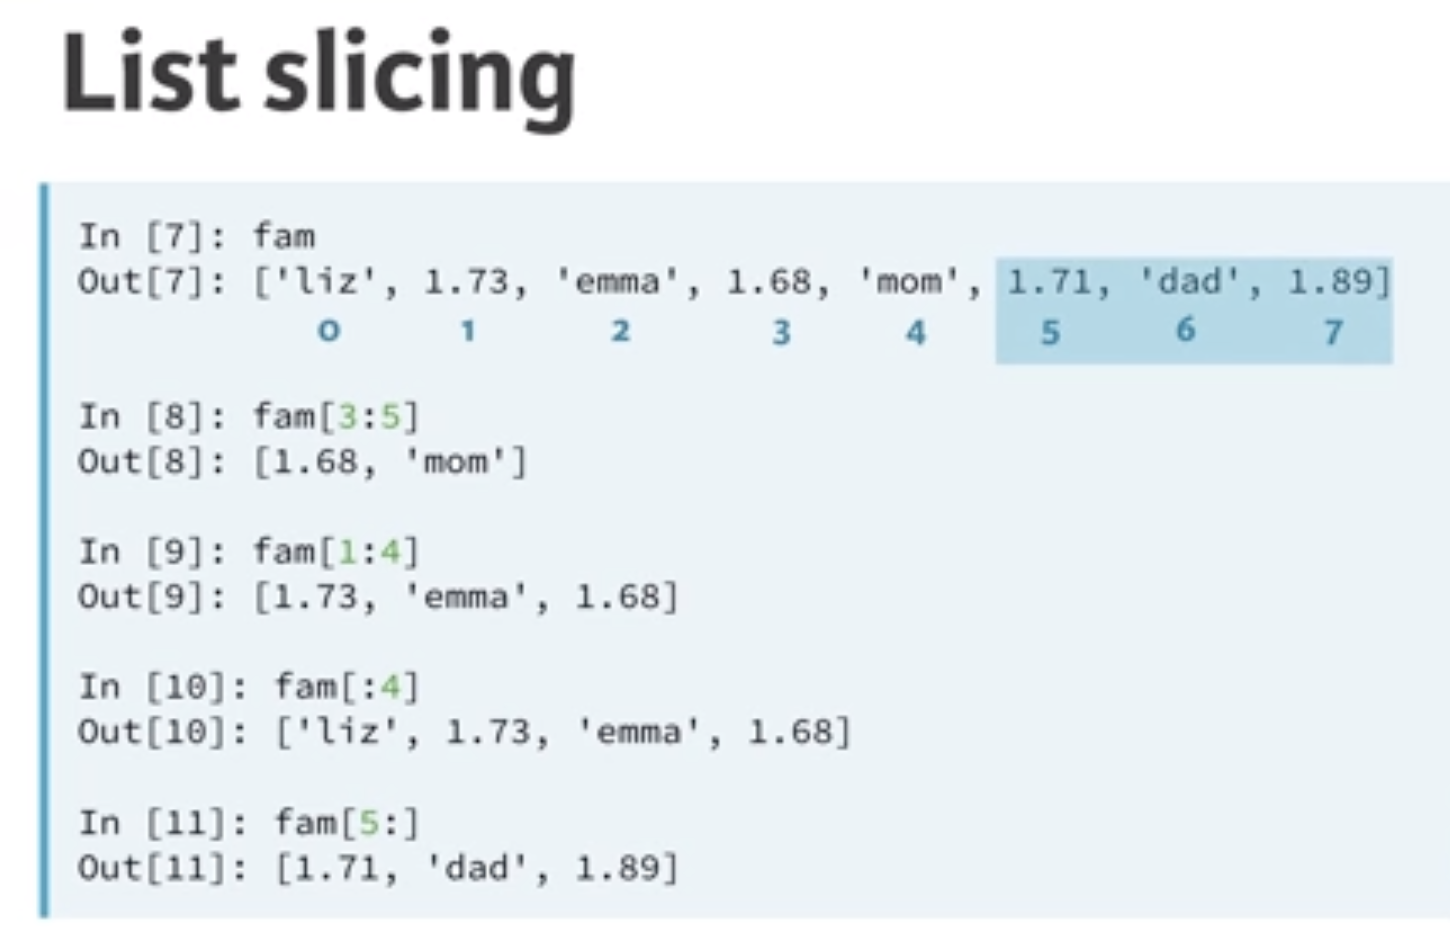 List slicing
In [7]: fam
Out[7]: ['liz', 1.73, 'emma', 1.68, 'mom', 1.71, 'dad', 1.89]
0 1 2 3 4 5 6 7
In [8]: fam[3:5]
Out[8]: [1.68, 'mom']
In [9]: fam[1:4]
Out[9]: [1.73, 'emma', 1.68]
In [10]: fam[:4]
Out[10]: ['liz', 1.73, 'emma', 1.68]
In [11]: fam[5:]
Out[11]: [1.71, 'dad', 1.89]